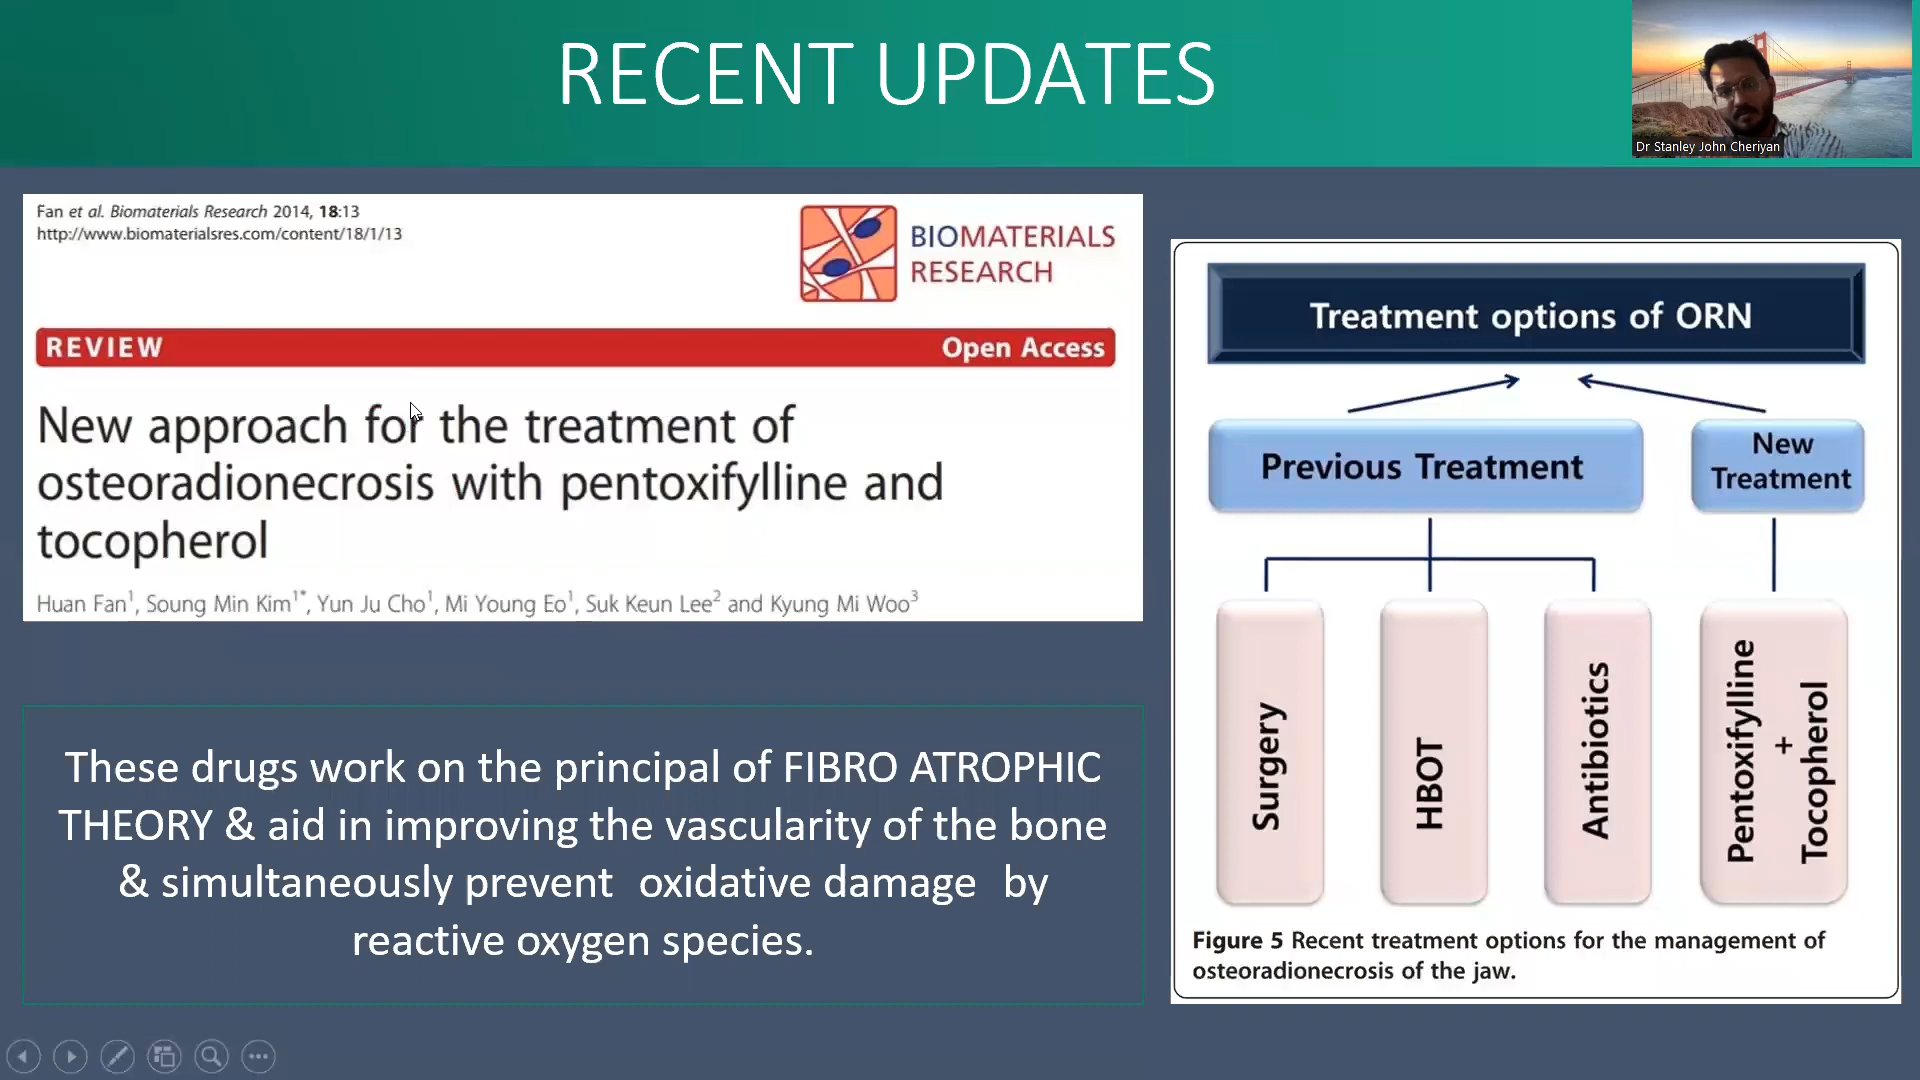 RECENT UPDATES
Dr Stanley John Cheriyan
Fan et al. Biomaterials Research 2014, 18:13
http://www.biomaterialsres.com/content/18/1/13
BIOMATERIALS
RESEARCH
REVIEW
Open Access
New approach for the treatment of
osteoradionecrosis with pentoxifylline and
tocopherol
Huan Fan1, Soung Min Kim1*, Yun Ju Cho1, Mi Young Eo1, Suk Keun Lee2 and Kyung Mi Woo3
These drugs work on the principal of FIBRO ATROPHIC
THEORY & aid in improving the vascularity of the bone
& simultaneously prevent oxidative damage by
reactive oxygen species.
Treatment options of ORN
Previous Treatment
New
Treatment
Surgery
HBOT
Antibiotics
Pentoxifylline
+
Tocopherol
Figure 5 Recent treatment options for the management of
osteoradionecrosis of the jaw.